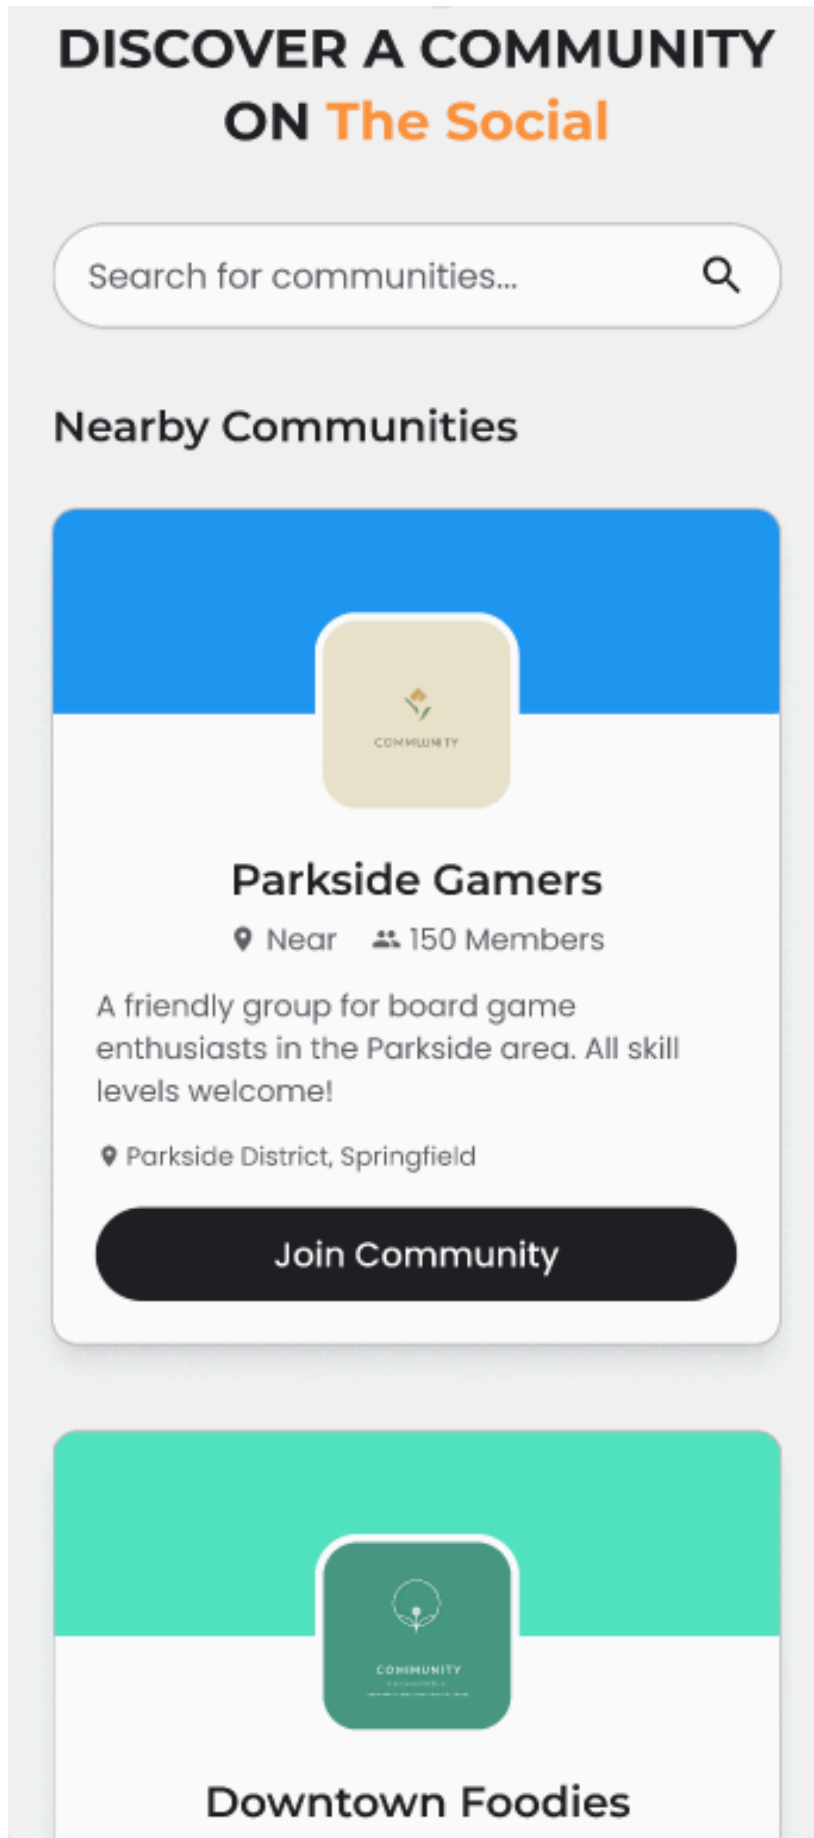 DISCOVER A COMMUNITY
ON The Social
Search for communities...
Nearby Communities
COMMUNITY
Parkside Gamers
Near 150 Members
A friendly group for board game
enthusiasts in the Parkside area. All skill
levels welcome!
Parkside District, Springfield
Join Community
COMIMUNITY
Downtown Foodies